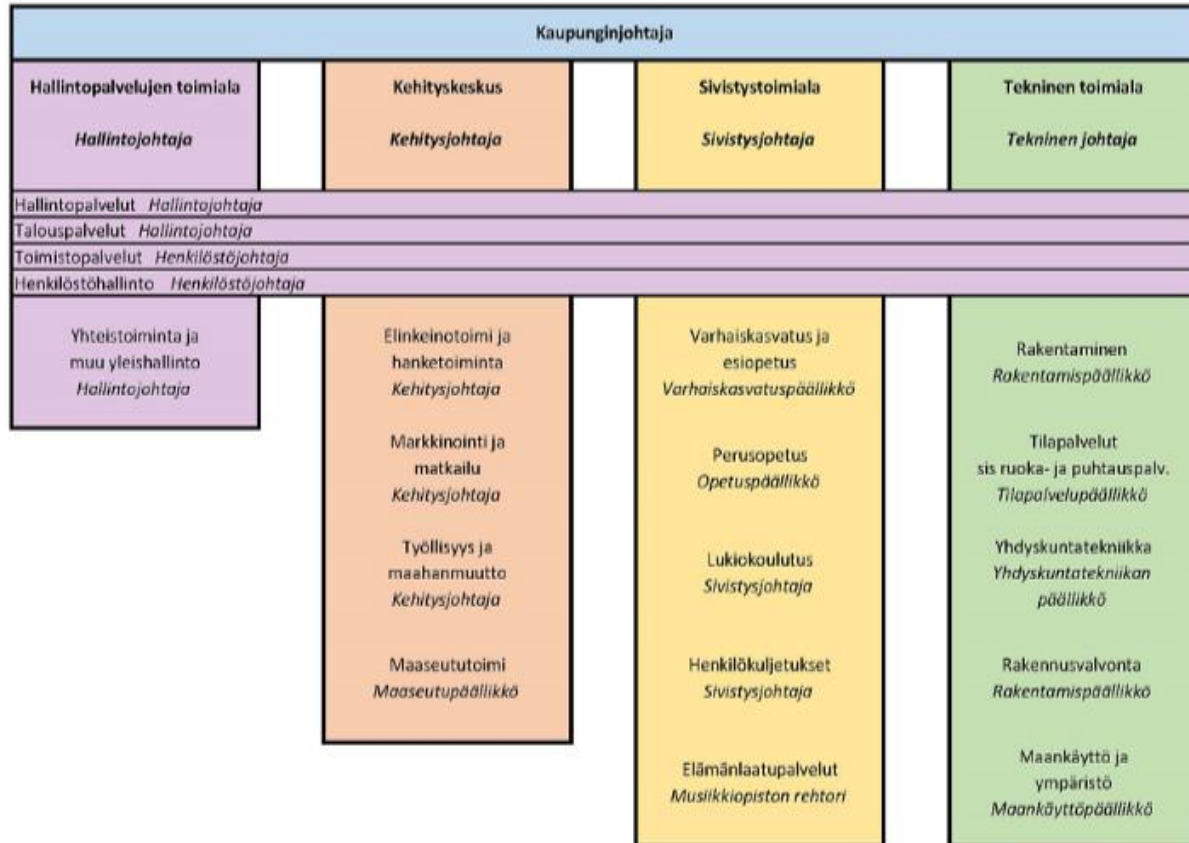 Kaupunginjohtaja
Hallintopalvelujen toimiala
Hallintojohtaja
Kehityskeskus
Kehitysjohtaja
Sivistystoimiala
Sivistysjohtaja
Tekninen toimiala
Tekninen johtaja
Hallintopalvelut Hallintojohtaja
Talouspalvelut Hallintojohtaja
Toimistopalvelut Henkilöstöjohtaja
Henkilöstöhallinto Henkilöstöjohtaja
Yhteistoiminta ja
muu yleishallinto
Hallintojohtaja
Elinkeinotoimi ja
hanketoiminta
Kehitysjohtaja
Markkinointi ja
matkailu
Kehitysjohtaja
Työllisyys ja
maahanmuutto
Kehitysjohtaja
Maaseututoimi
Maaseutupäällikkö
Varhaiskasvatus ja
esiopetus
Varhaiskasvatuspäällikkö
Perusopetus
Opetuspäällikkö
Lukiokoulutus
Sivistysjohtaja
Henkilökuljetukset
Sivistysjohtaja
Elämänlaatupalvelut
Musiikkiopiston rehtori
Rakentaminen
Rakentamispäällikkö
Tilapalvelut
sis ruoka- ja puhtauspalv.
Tilapalvelupäällikkö
Yhdyskuntatekniikka
Yhdyskuntatekniikan
päällikkö
Rakennusvalvonta
Rakentamispäällikkö
Maankäyttö ja
ympäristö
Maankäyttöpäällikkö